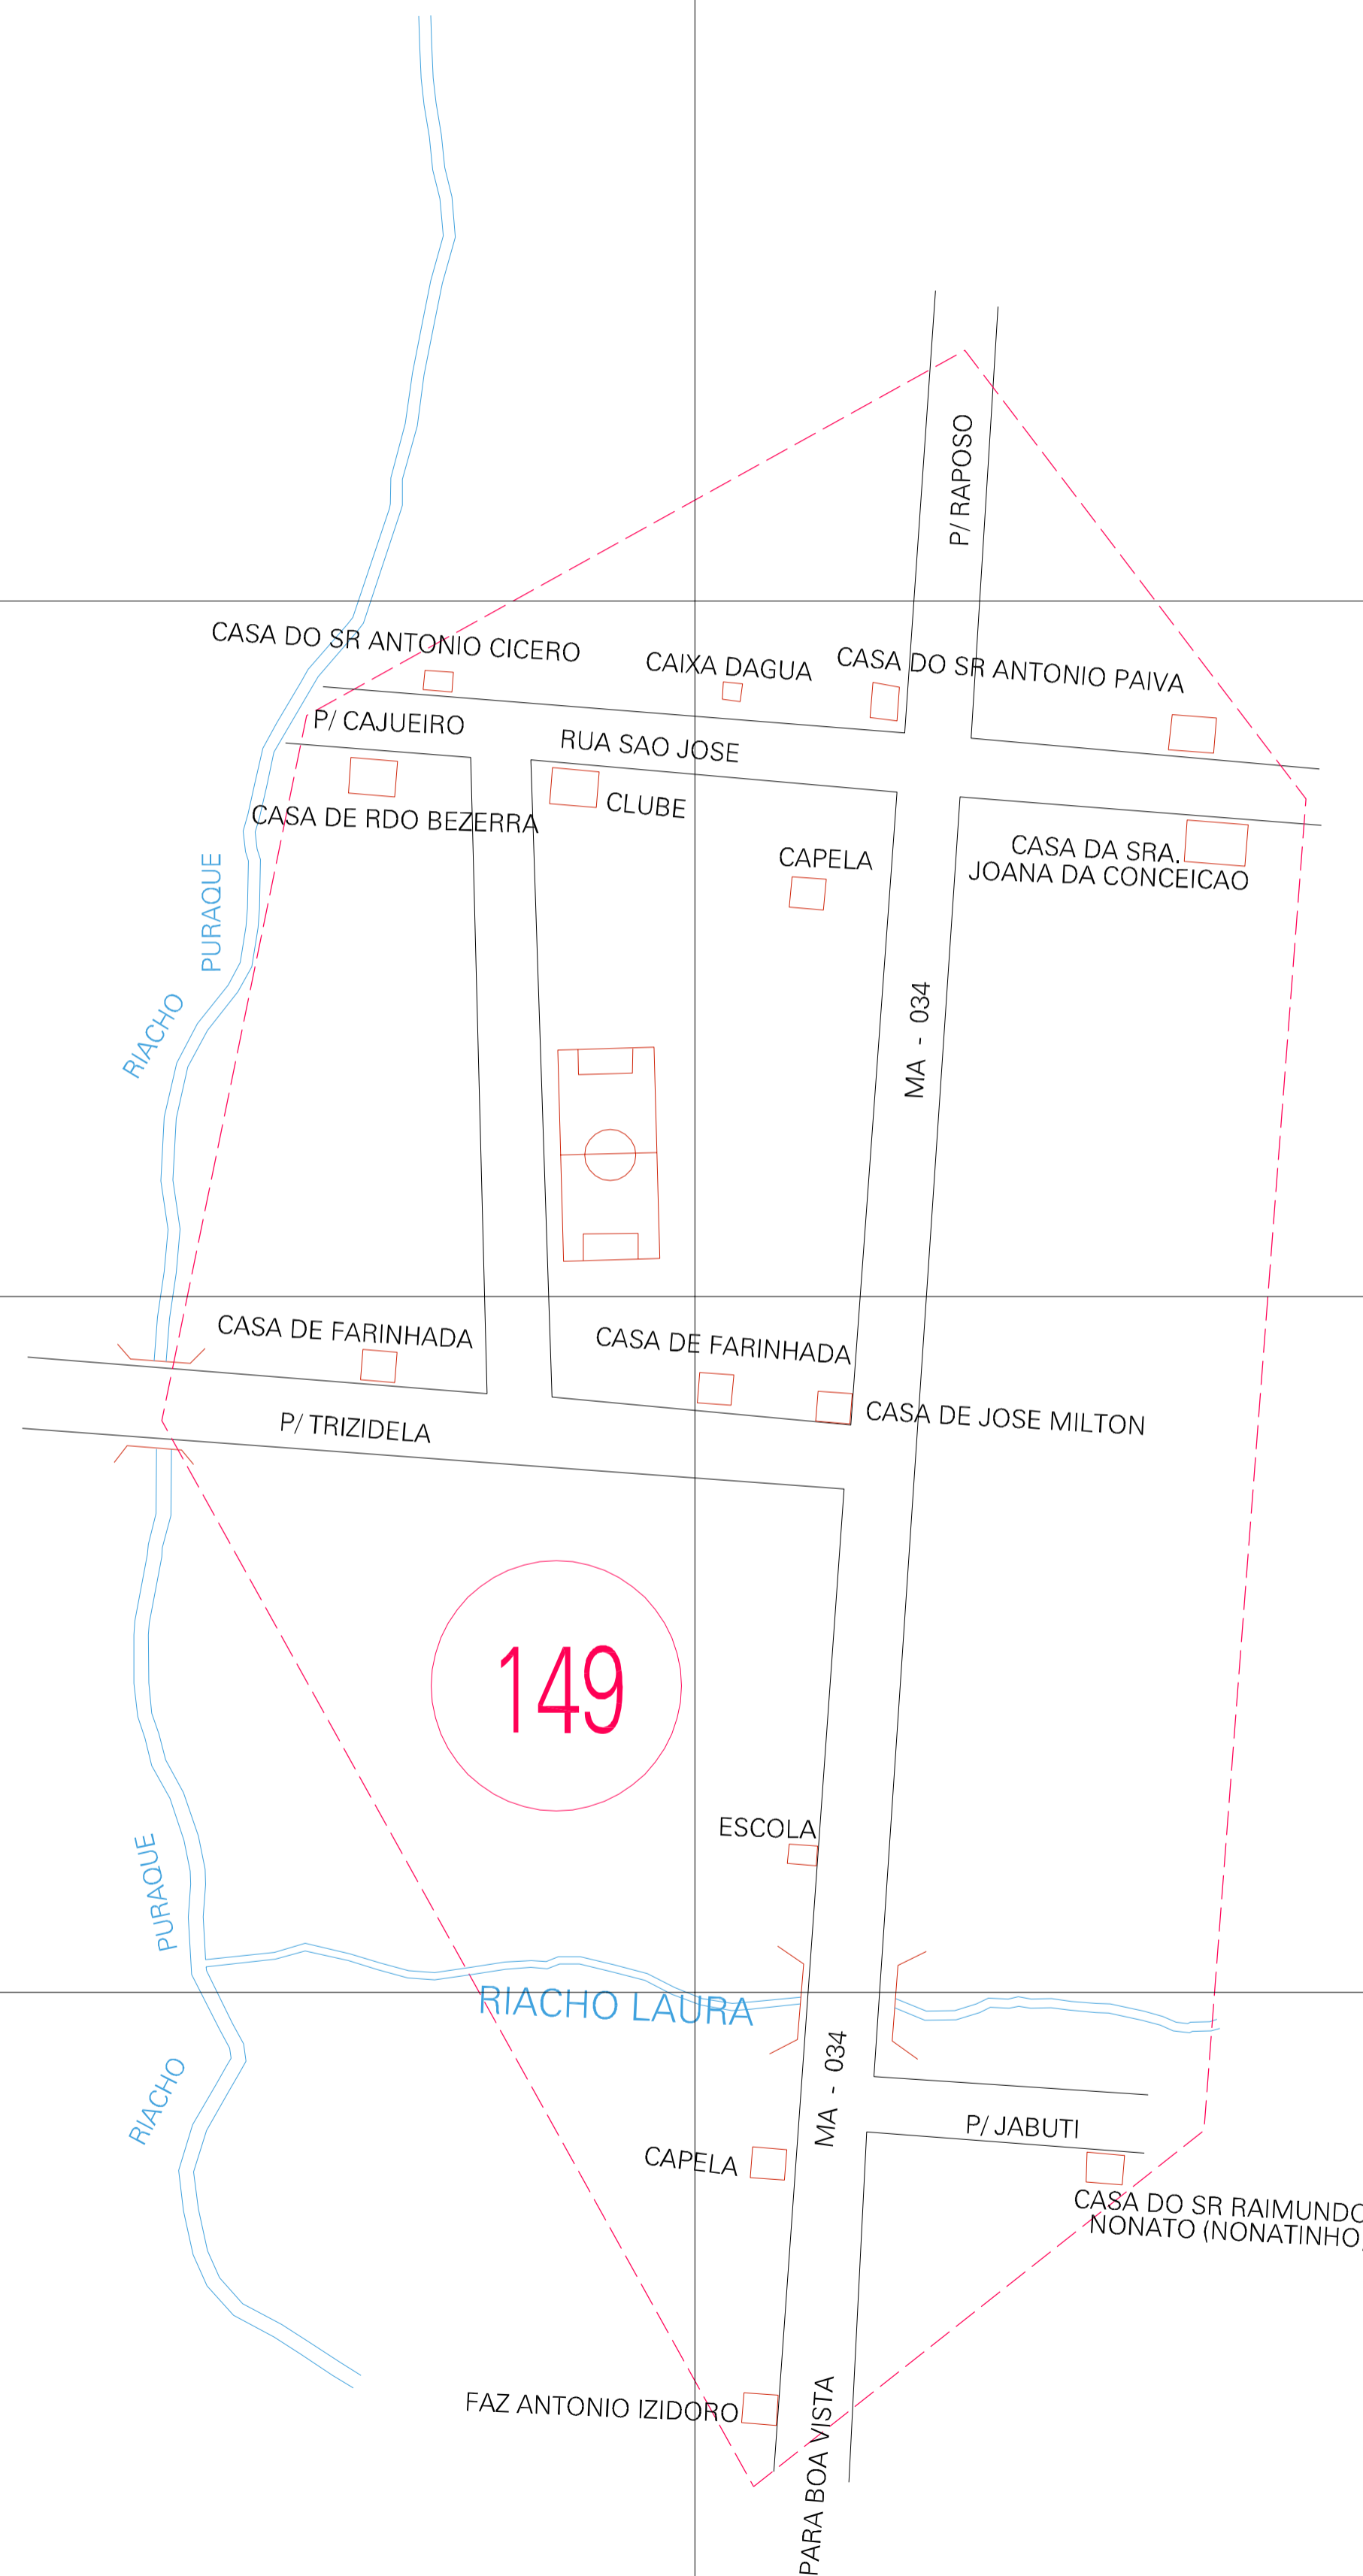 P/ RAPOSO
CASA DO SR ANTONIO CICERO
CAIXA DAGUA
CASA DO SR ANTONIO PAIVA
P/ CAJUEIRO
RUA SAO JOSE
CASA DE RDO BEZERRA
CLUBE
CAPELA
CASA DA SRA.
JOANA DA CONCEICAO
PURAQUE
RIACHO
MA - 034
CASA DE FARINHADA
CASA DE FARINHADA
CASA DE JOSE MILTON
P/ TRIZIDELA
149
ESCOLA
PURAQUE
RIACHO LAURA
RIACHO
MA - 034
P/ JABUTI
CAPELA
CASA DO SR RAIMUNDO
NONATO (NONATINHO)
FAZ ANTONIO IZIDORO
PARA BOA VISTA